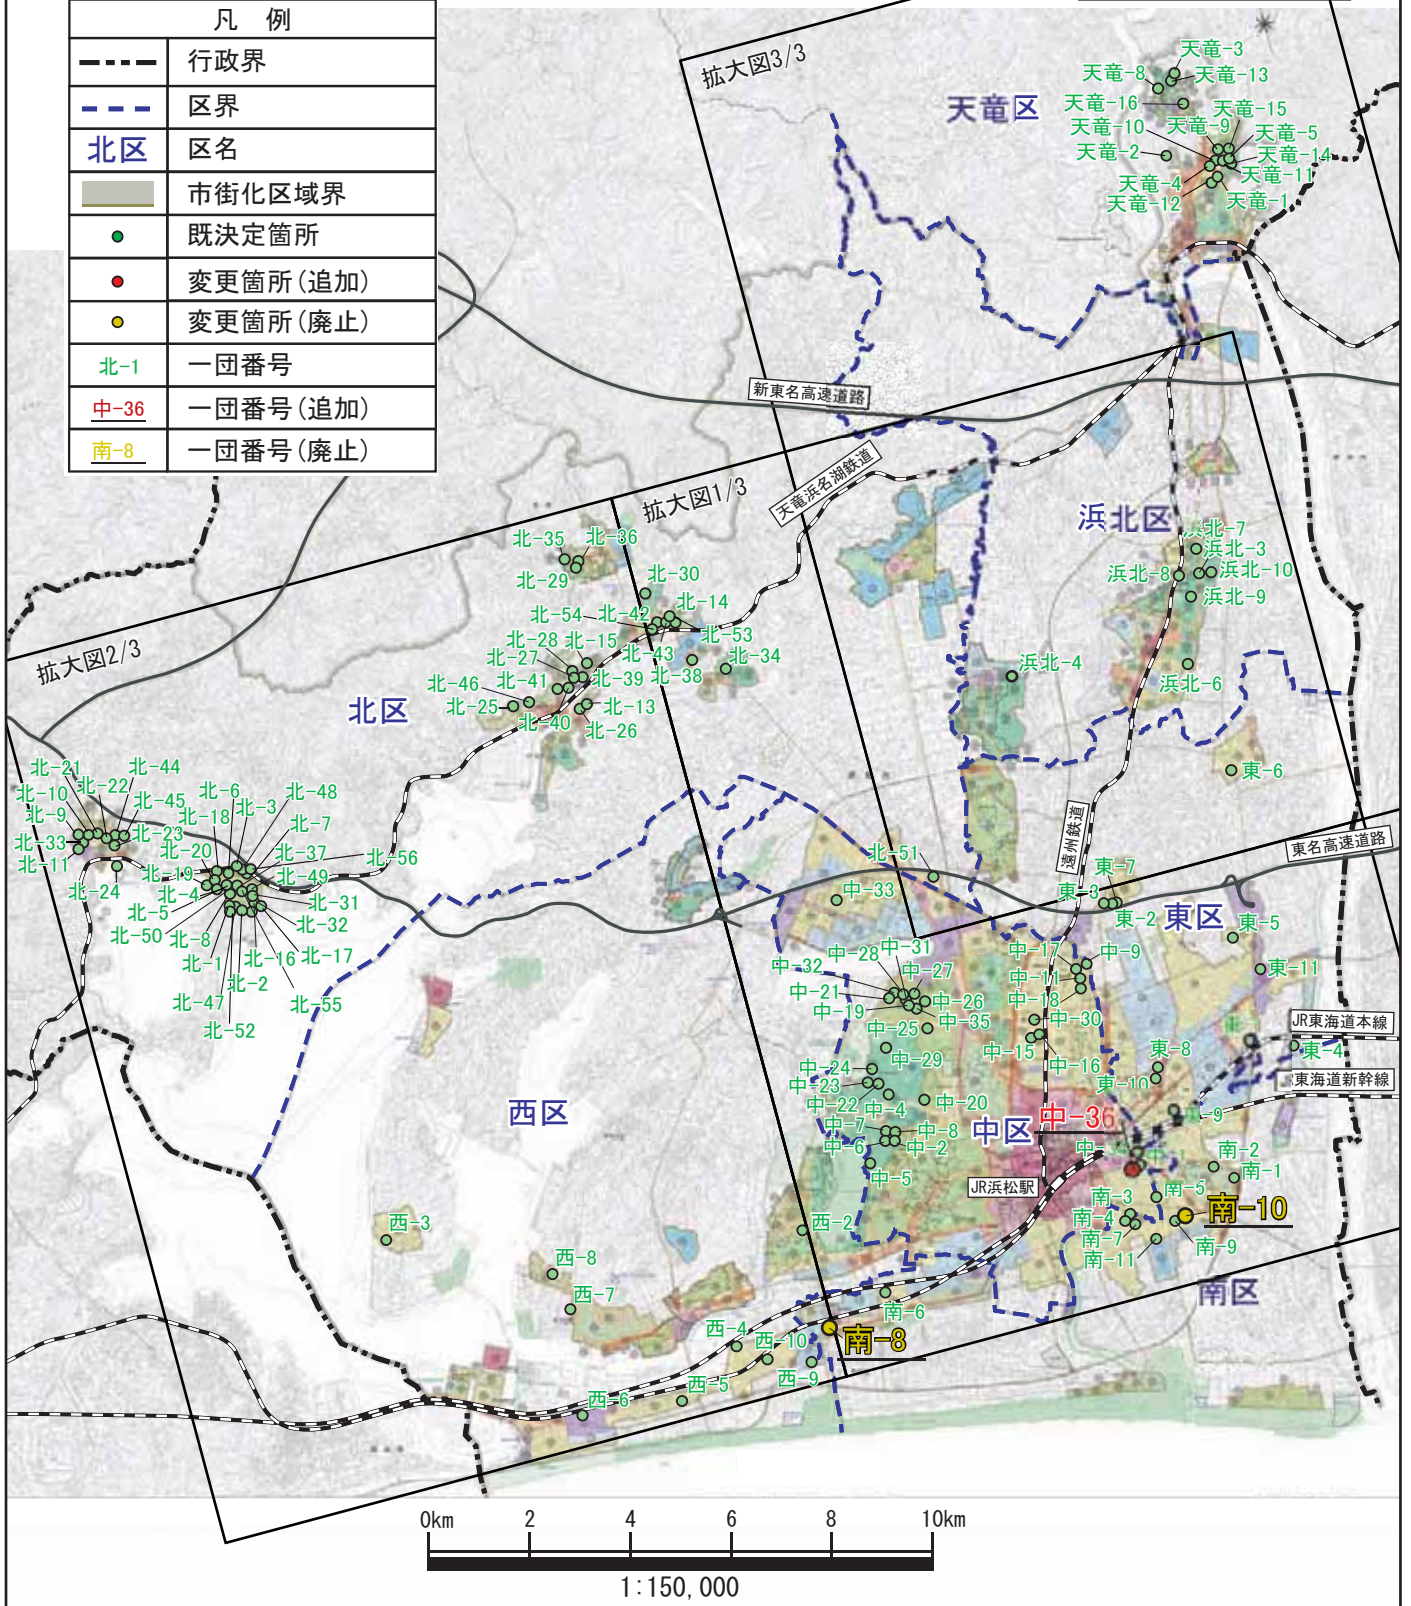 凡 例
行政界
区界
北区 区名
市街化区域界
既決定箇所
変更箇所(追加)
変更箇所(廃止)
北-1 一団番号
中-36 一団番号(追加)
南-8 一団番号(廃止)
拡大図3/3
天竜区
天竜-3
天竜-8
天竜-13
天竜-16
天竜-15
天竜-10
天竜-9
天竜-5
天竜-2
天竜-14
天竜-11
天竜-4
天竜-12
天竜-1
新東名高速道路
天竜浜名湖鉄道
拡大図1/3
浜北区
浜北-7
浜北-3
浜北-8
浜北-10
浜北-9
浜北-4
浜北-6
北-35
北-36
北-29
北-30
北-14
北-54
北-42
北-53
北-28
北-15
北-43
北-34
北-27
北-38
北-46
北-41
北-39
北-25
北-40
北-13
北-26
拡大図2/3
北区
北-21
北-22
北-44
北-10
北-45
北-9
北-23
北-33
北-11
北-24
北-6
北-3
北-48
北-18
北-7
北-20
北-37
北-56
北-19
北-49
北-4
北-31
北-5
北-32
北-50
北-8
北-17
北-1
北-16
北-2
北-47
北-55
北-52
東-6
遠州鉄道
東名高速道路
北-51
中-33
東-7
東-3
東-2
東区
東-5
東-11
中-17
中-9
中-11
中-18
中-31
中-28
中-32
中-27
中-21
中-26
中-19
中-35
中-25
中-30
中-15
中-16
中-29
中-24
中-23
中-22
中-4
中-20
中-7
中-8
中-6
中-2
中-5
JR東海道本線
東-4
東海道新幹線
東-8
東-10
中区
中-36
JR浜松駅
南-2
南-1
南-3
南-5
南-4
南-10
南-7
南-9
南-11
南区
西区
西-3
西-2
西-8
西-7
南-6
西-4
南-8
西-10
西-9
西-5
西-6
0km 2 4 6 8 10km
1:150,000